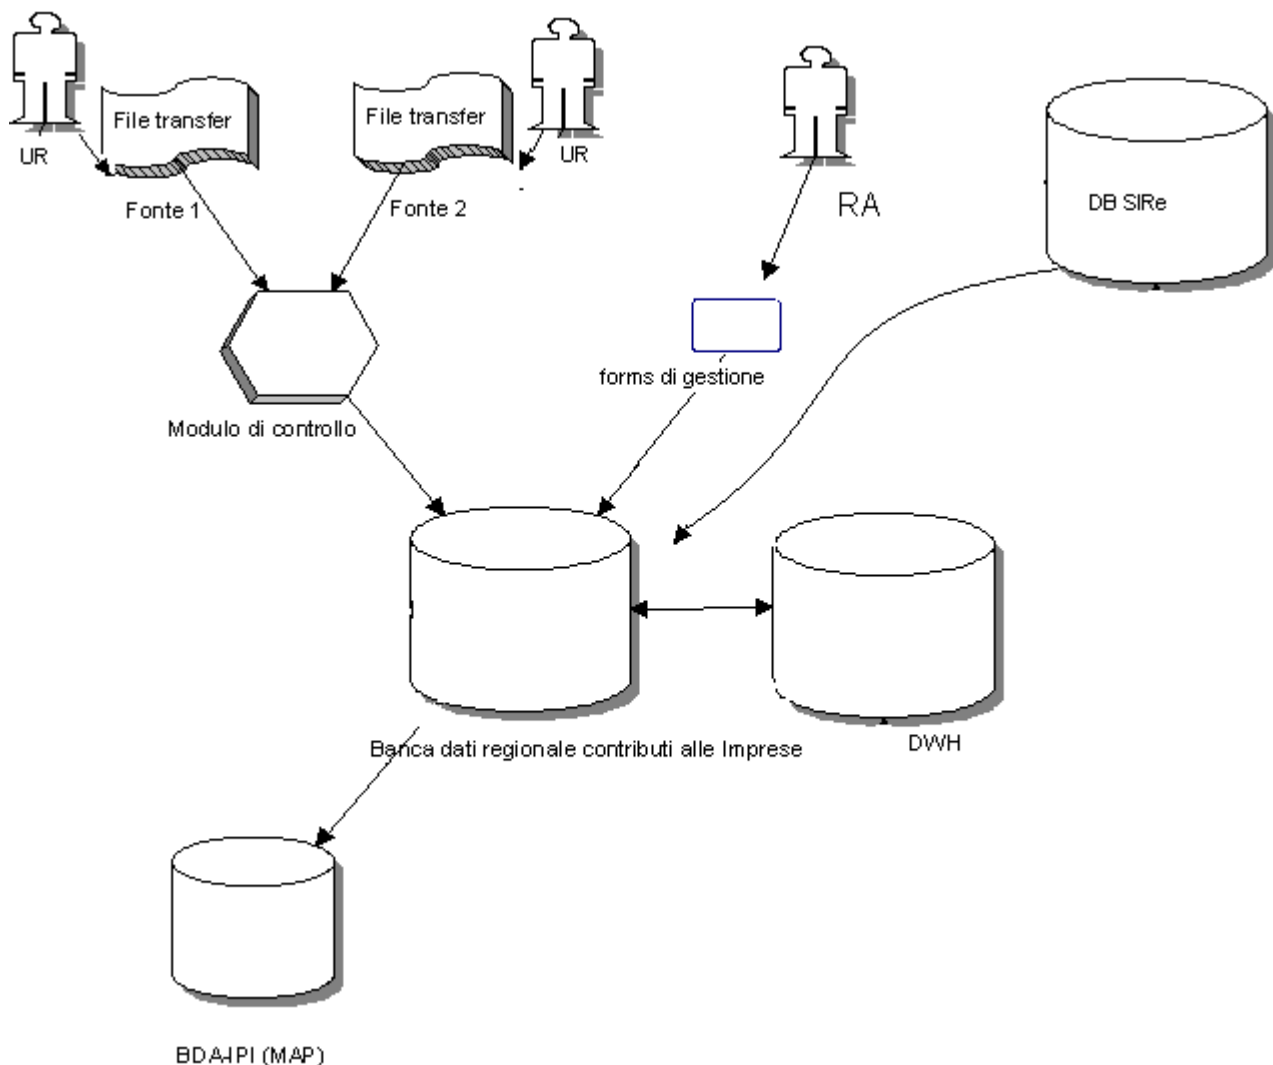 File transfer
File transfer
UR
UR
Fonte 1
Fonte 2
RA
DB SIRe
forms di gestione
Modulo di controllo
Banca dati regionale contributi alle Imprese
DWH
BDA-IPI (MAP)